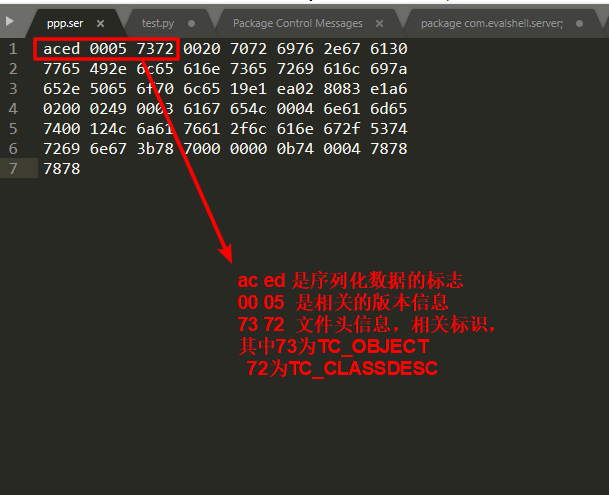 ppp.ser
test.py
Package Control Messages
package com.evalshell.server;
1 aced 0005 7372 0020 7072 6976 2e67 6130
2 7765 492e 6c65 616e 7365 7269 616c 697a
3 652e 5065 6f70 6c65 19e1 ea02 8083 e1a6
4 0200 0249 0003 6167 654c 0004 6e61 6d65
5 7400 124c 6a61 7661 2f6c 616e 672f 5374
6 7269 6e67 3b78 7000 0000 0b74 0004 7878
7 7878
ac ed 是序列化数据的标志
00 05 是相关的版本信息
73 72 文件头信息，相关标识，
其中73为TC_OBJECT
72为TC_CLASSDESC